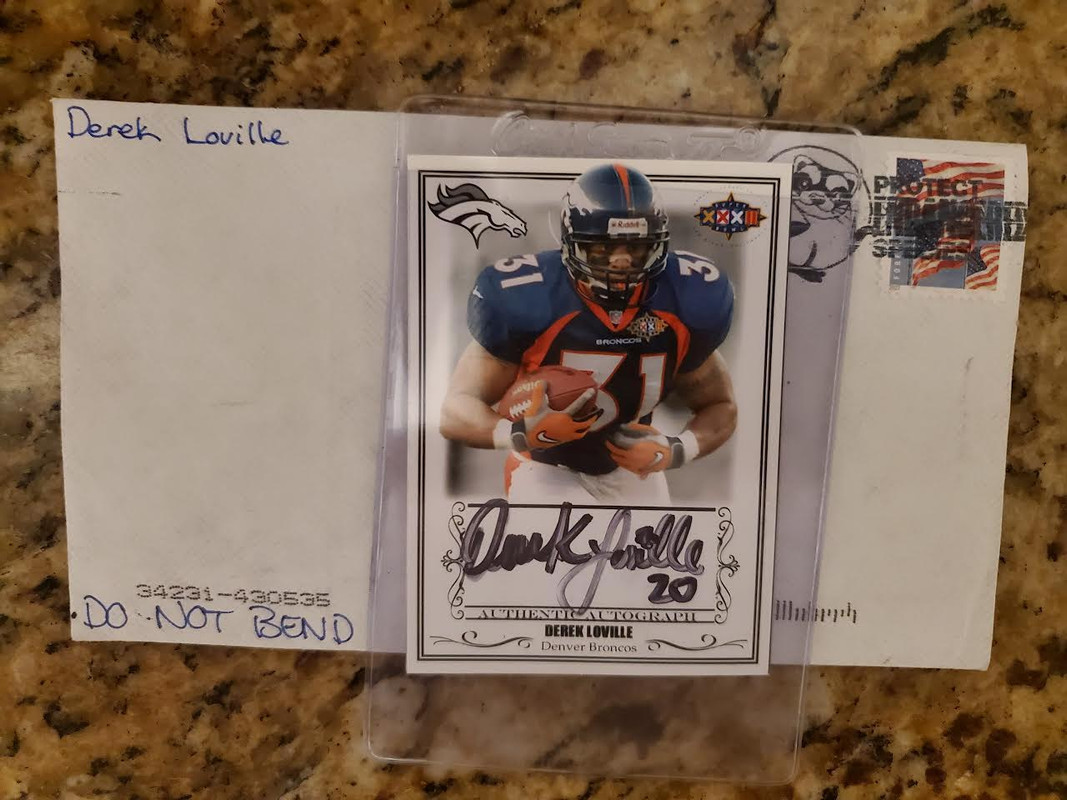 Derek Loville
PROTECT
31
31
Riddell
XXXII
BRONCOS
31
Derek Loville
20
AUTHENTIC AUTOGRAPH
DEREK LOVILLE
Denver Broncos
34231-430535
DO NOT BEND